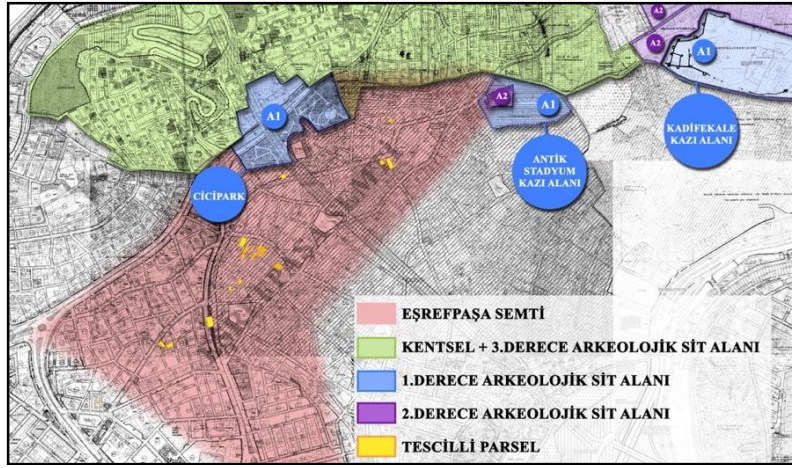 A2
A2
A1
A1
A2
A1
KADİFEKALE
KAZI ALANI
ANTİK
STADYUM
KAZI ALANI
CİCİPARK
EŞREFPAŞA SEMTİ
EŞREFPAŞA SEMTİ
KENTSEL + 3.DERECE ARKEOLOJİK SİT ALANI
1.DERECE ARKEOLOJİK SİT ALANI
2.DERECE ARKEOLOJİK SİT ALANI
TESCİLLİ PARSEL